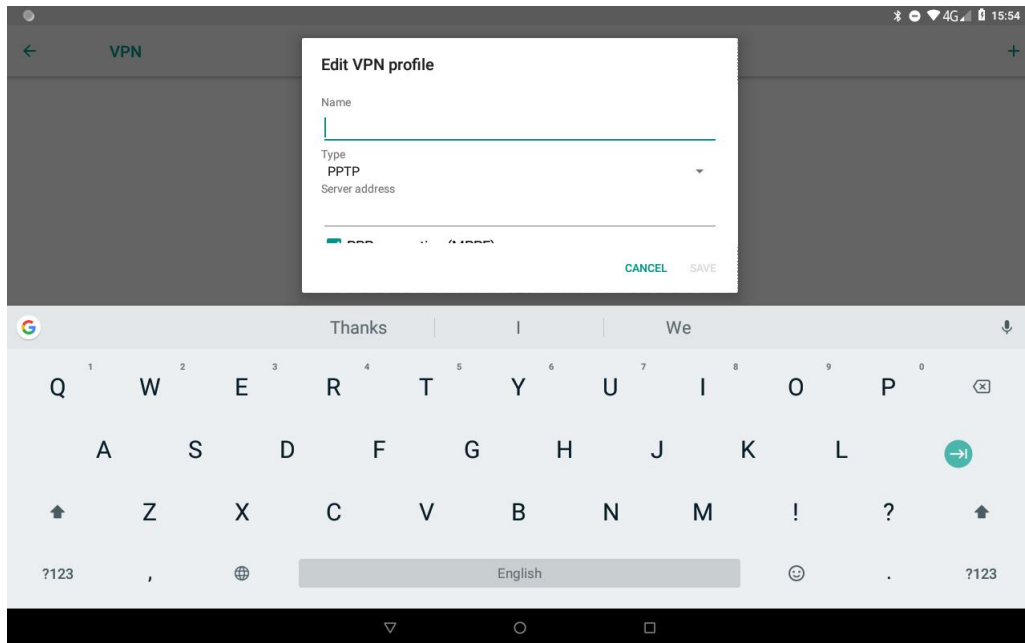 4G 15:54
VPN +
Edit VPN profile
Name
Type
PPTP
Server address
CANCEL SAVE
G Thanks I We
1 2 3 4 5 6 7 8 9 0
Q W E R T Y U I O P
A S D F G H J K L
Z X C V B N M ! ?
?123 , English . ?123